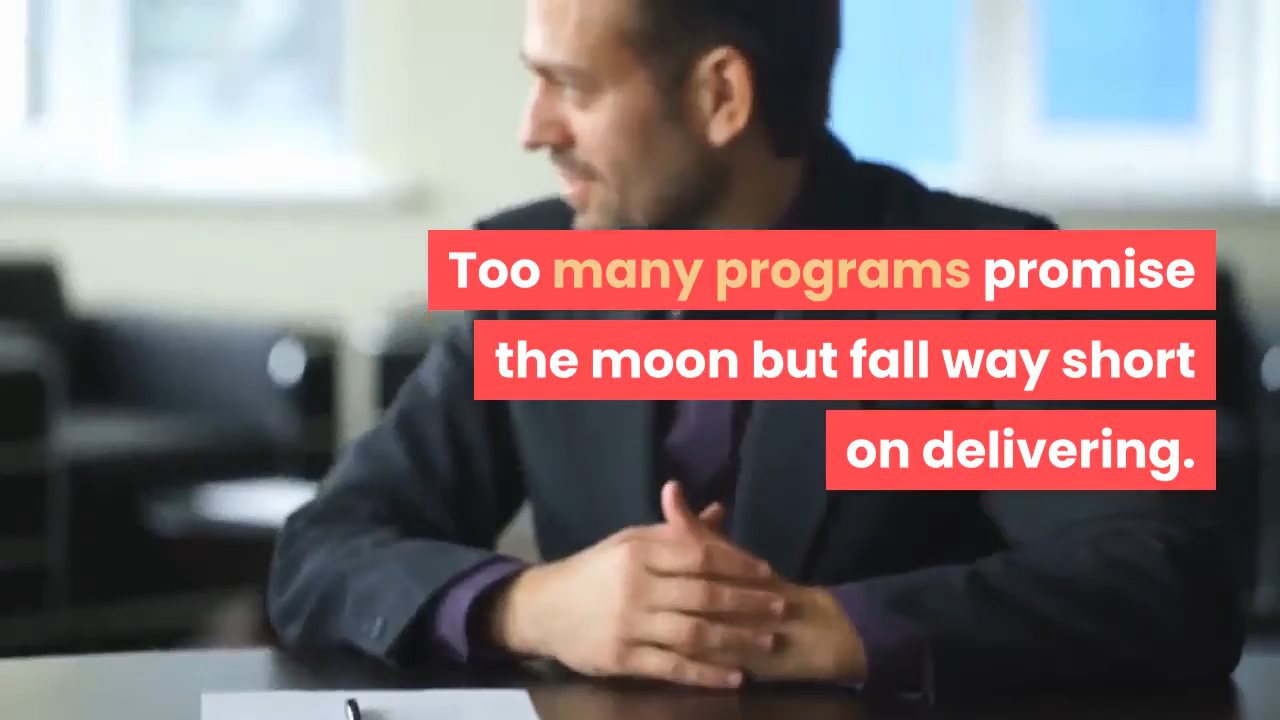 Too many programs promise
the moon but fall way short
on delivering.